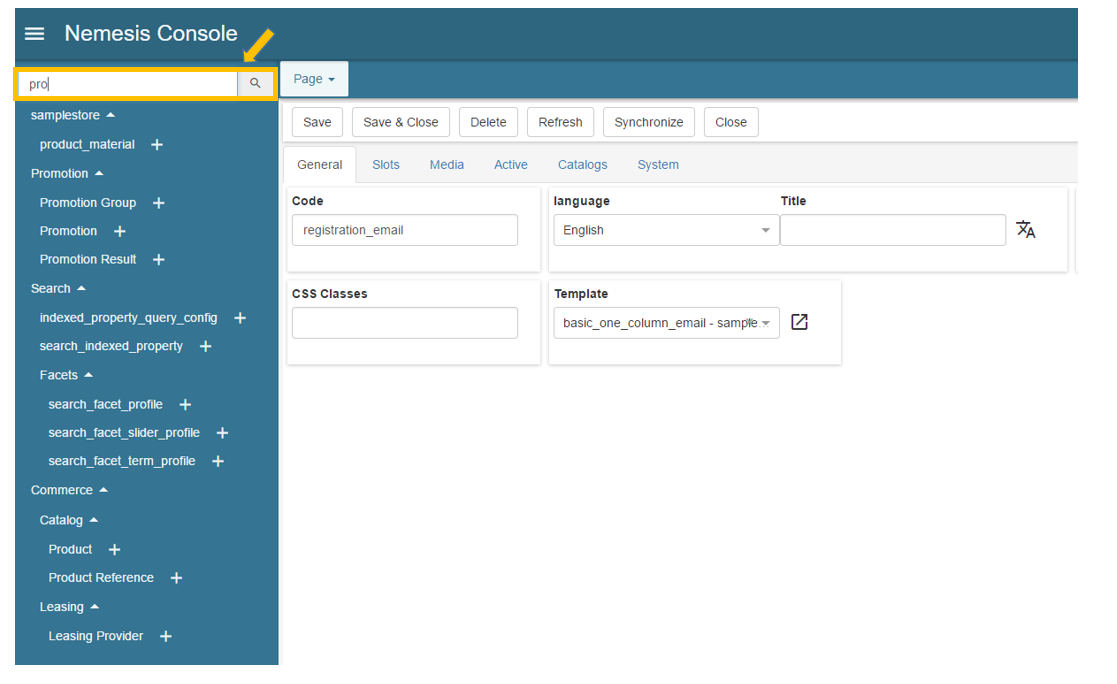 Nemesis Console
pro
Page
samplestore
product_material
Promotion
Promotion Group
Promotion
Promotion Result
Search
indexed_property_query_config
search_indexed_property
Facets
search_facet_profile
search_facet_slider_profile
search_facet_term_profile
Commerce
Catalog
Product
Product Reference
Leasing
Leasing Provider
Save Save & Close Delete Refresh Synchronize Close
General Slots Media Active Catalogs System
Code language Title
registration_email English
CSS Classes Template
basic_one_column_email - sample